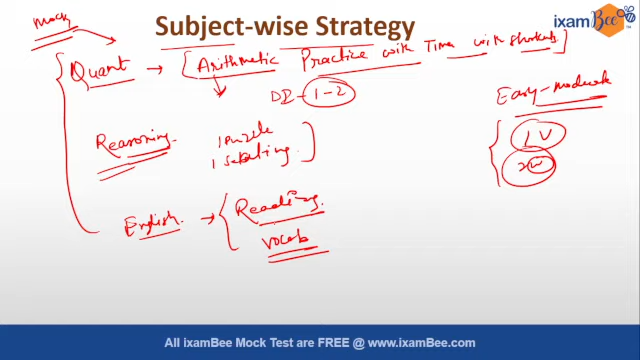 Subject-wise Strategy
ixamBee
Mock
Quant → [Arithmetic Practice with Time with shortcuts]
DI - 1-2
Easy-moderate
Reasoning.
1 puzzle
1 seating.
1 V
English. → Reading.
Vocab
All ixamBee Mock Test are FREE @ www.ixamBee.com